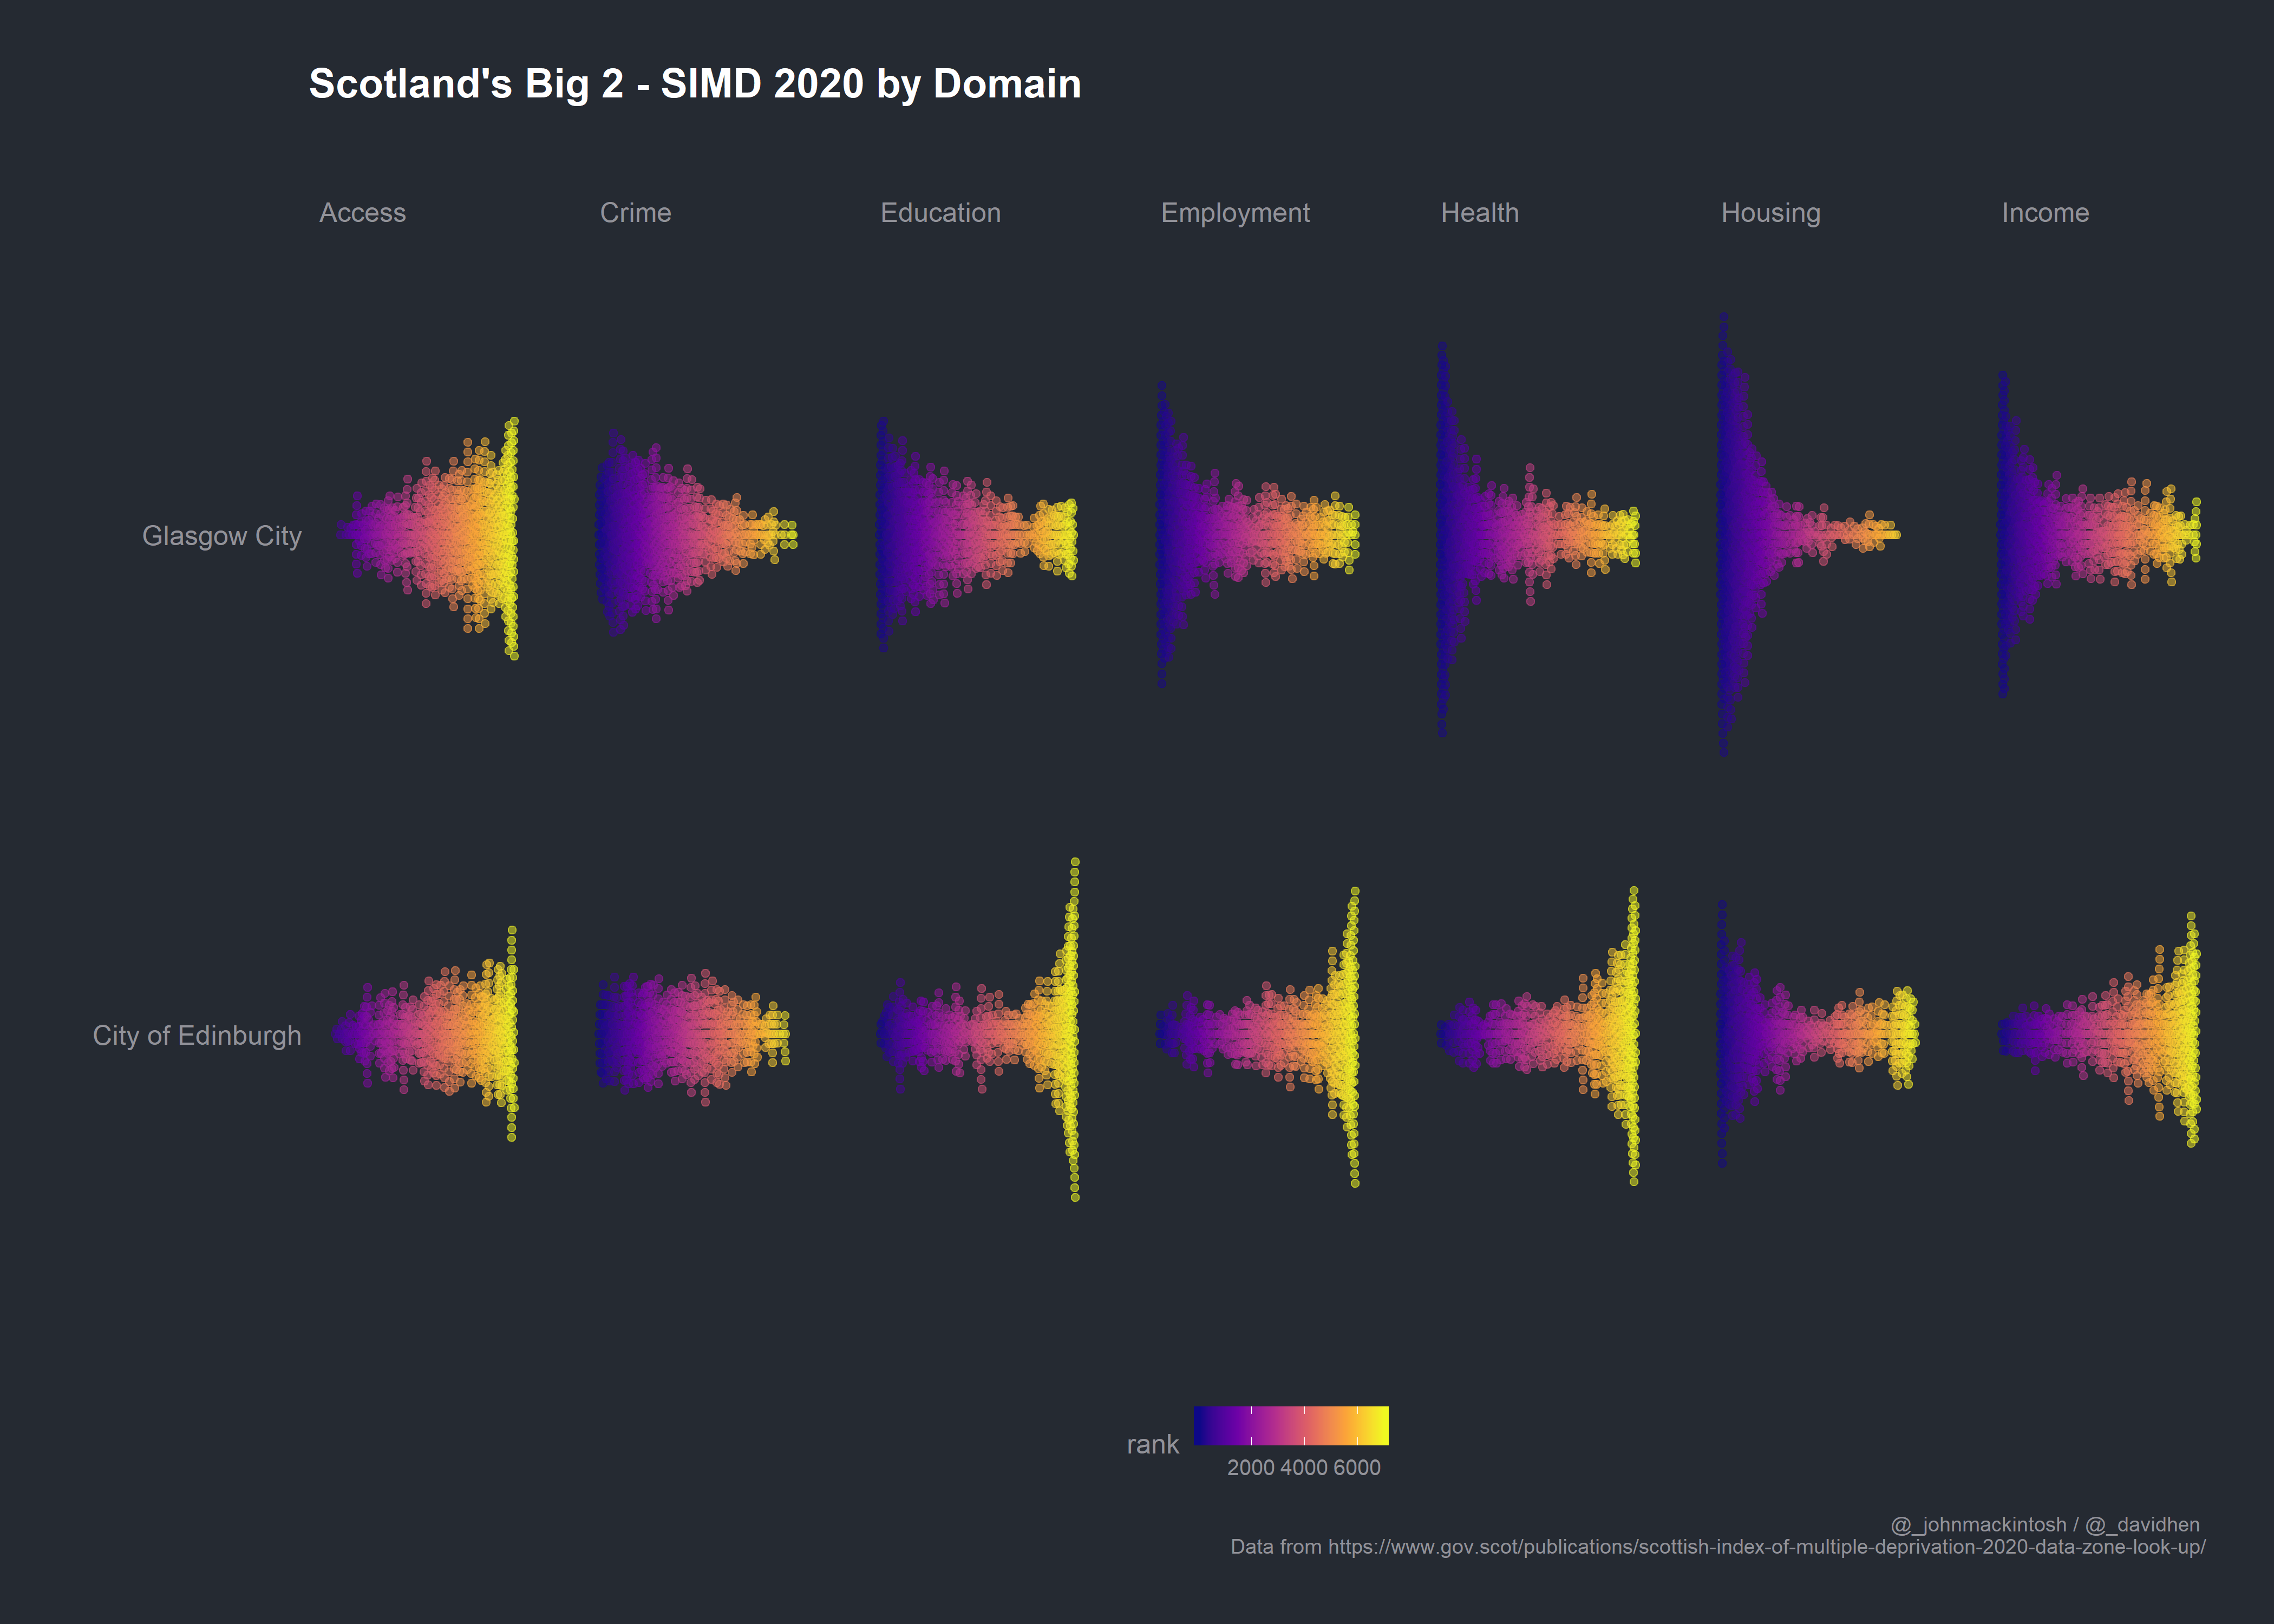 Scotland's Big 2 - SIMD 2020 by Domain
Access Crime Education Employment Health Housing Income
Glasgow City
City of Edinburgh
rank
2000 4000 6000
@_johnmackintosh / @_davidhen
Data from https://www.gov.scot/publications/scottish-index-of-multiple-deprivation-2020-data-zone-look-up/